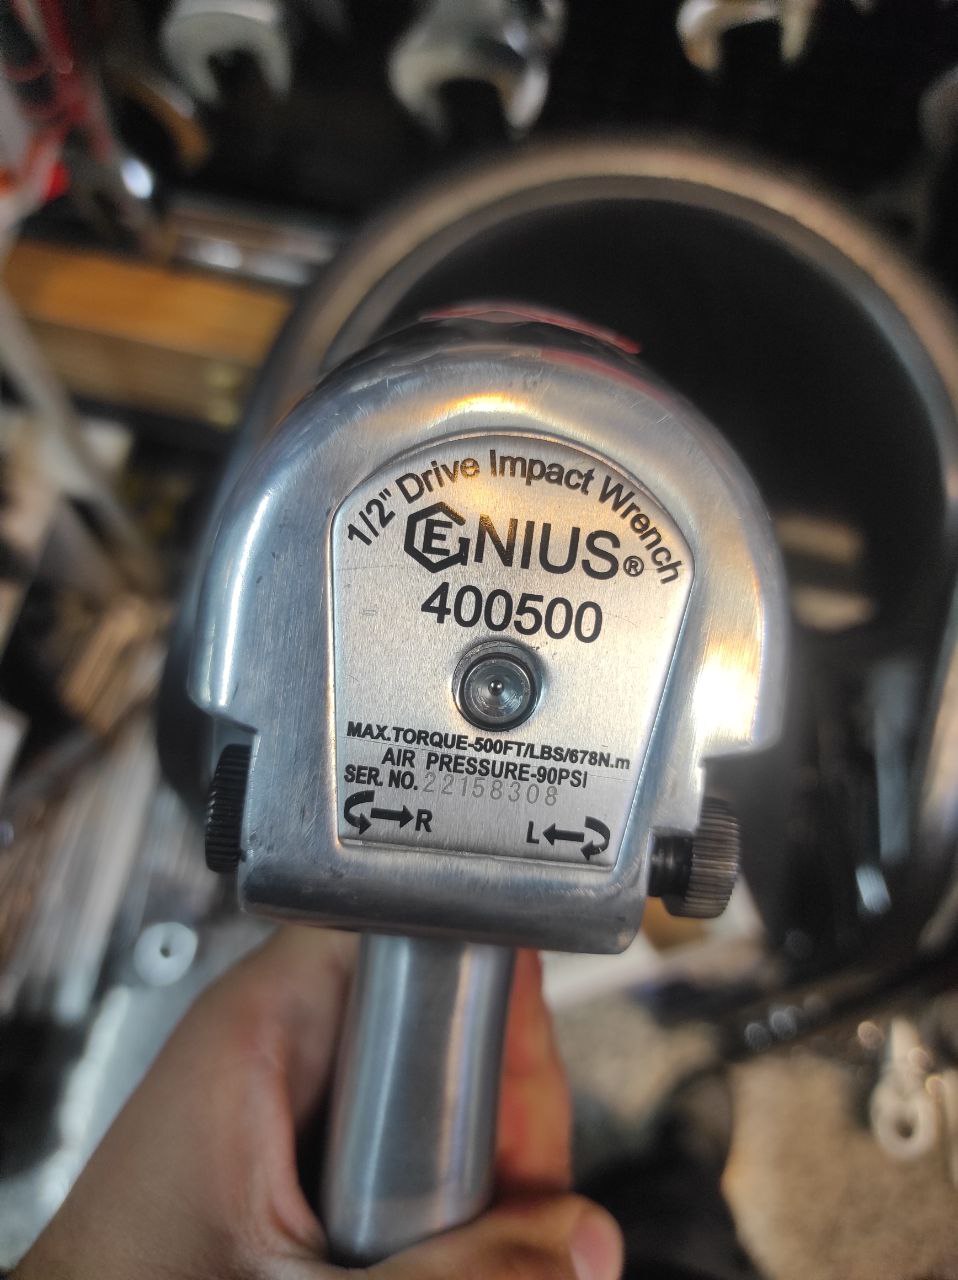 1/2" Drive Impact Wrench
GENIUS®
400500
MAX.TORQUE-500FT/LBS/678N.m
AIR PRESSURE-90PSI
SER. NO. 22158308
R L